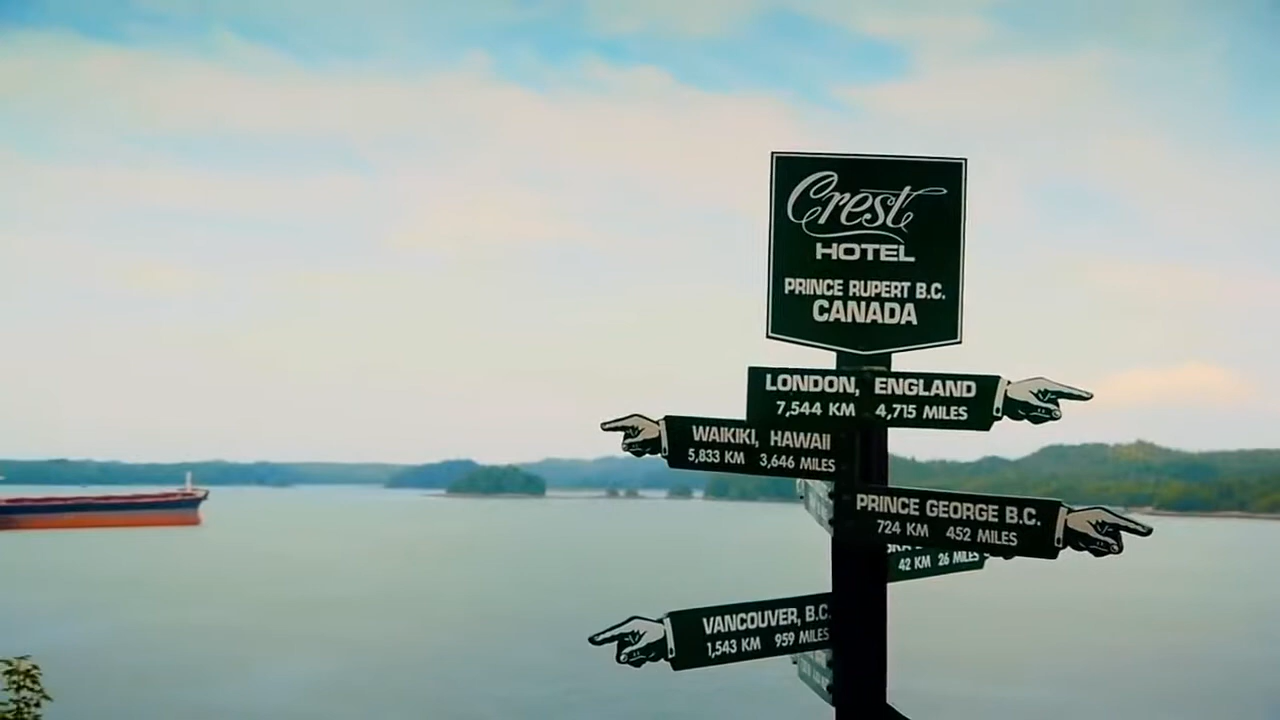 Crest
HOTEL
PRINCE RUPERT B.C.
CANADA
LONDON, ENGLAND
7,544 KM 4,715 MILES
WAIKIKI, HAWAII
5,833 KM 3,646 MILES
PRINCE GEORGE B.C.
724 KM 452 MILES
42 KM 26 MILES
VANCOUVER, B.C.
1,543 KM 959 MILES